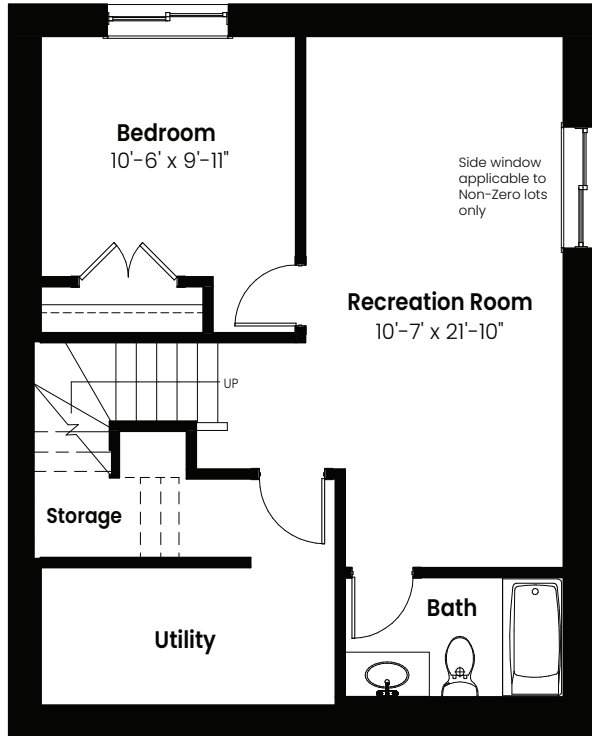 Bedroom
10'-6' x 9'-11"
Side window
applicable to
Non-Zero lots
only
Recreation Room
10'-7' x 21'-10"
UP
Storage
Bath
Utility